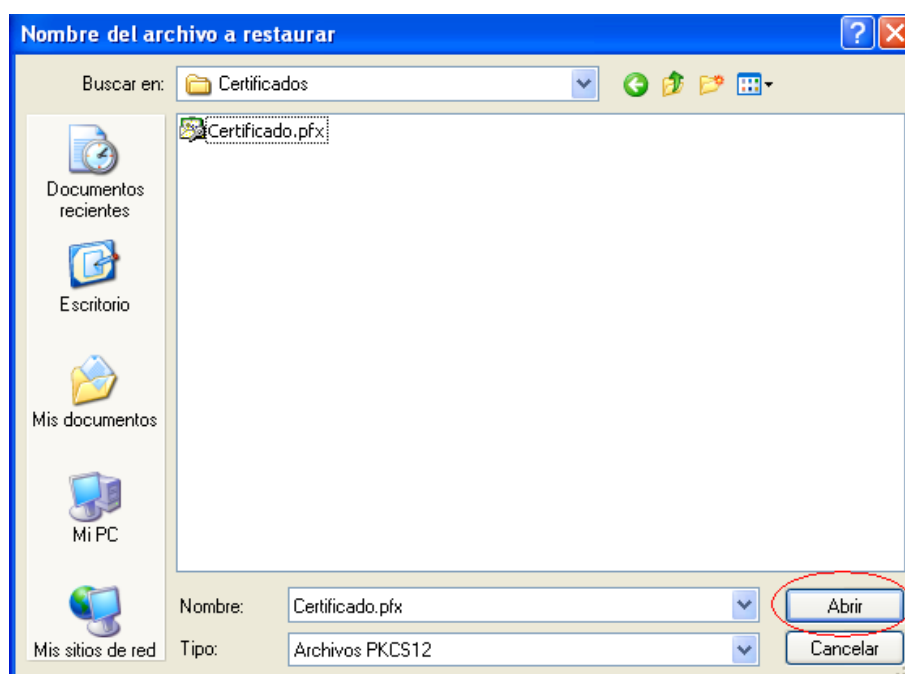 Nombre del archivo a restaurar
Buscar en:
Certificados
Certificado.pfx
Documentos
recientes
Escritorio
Mis documentos
Mi PC
Mis sitios de red
Nombre:
Certificado.pfx
Abrir
Tipo:
Archivos PKCS12
Cancelar